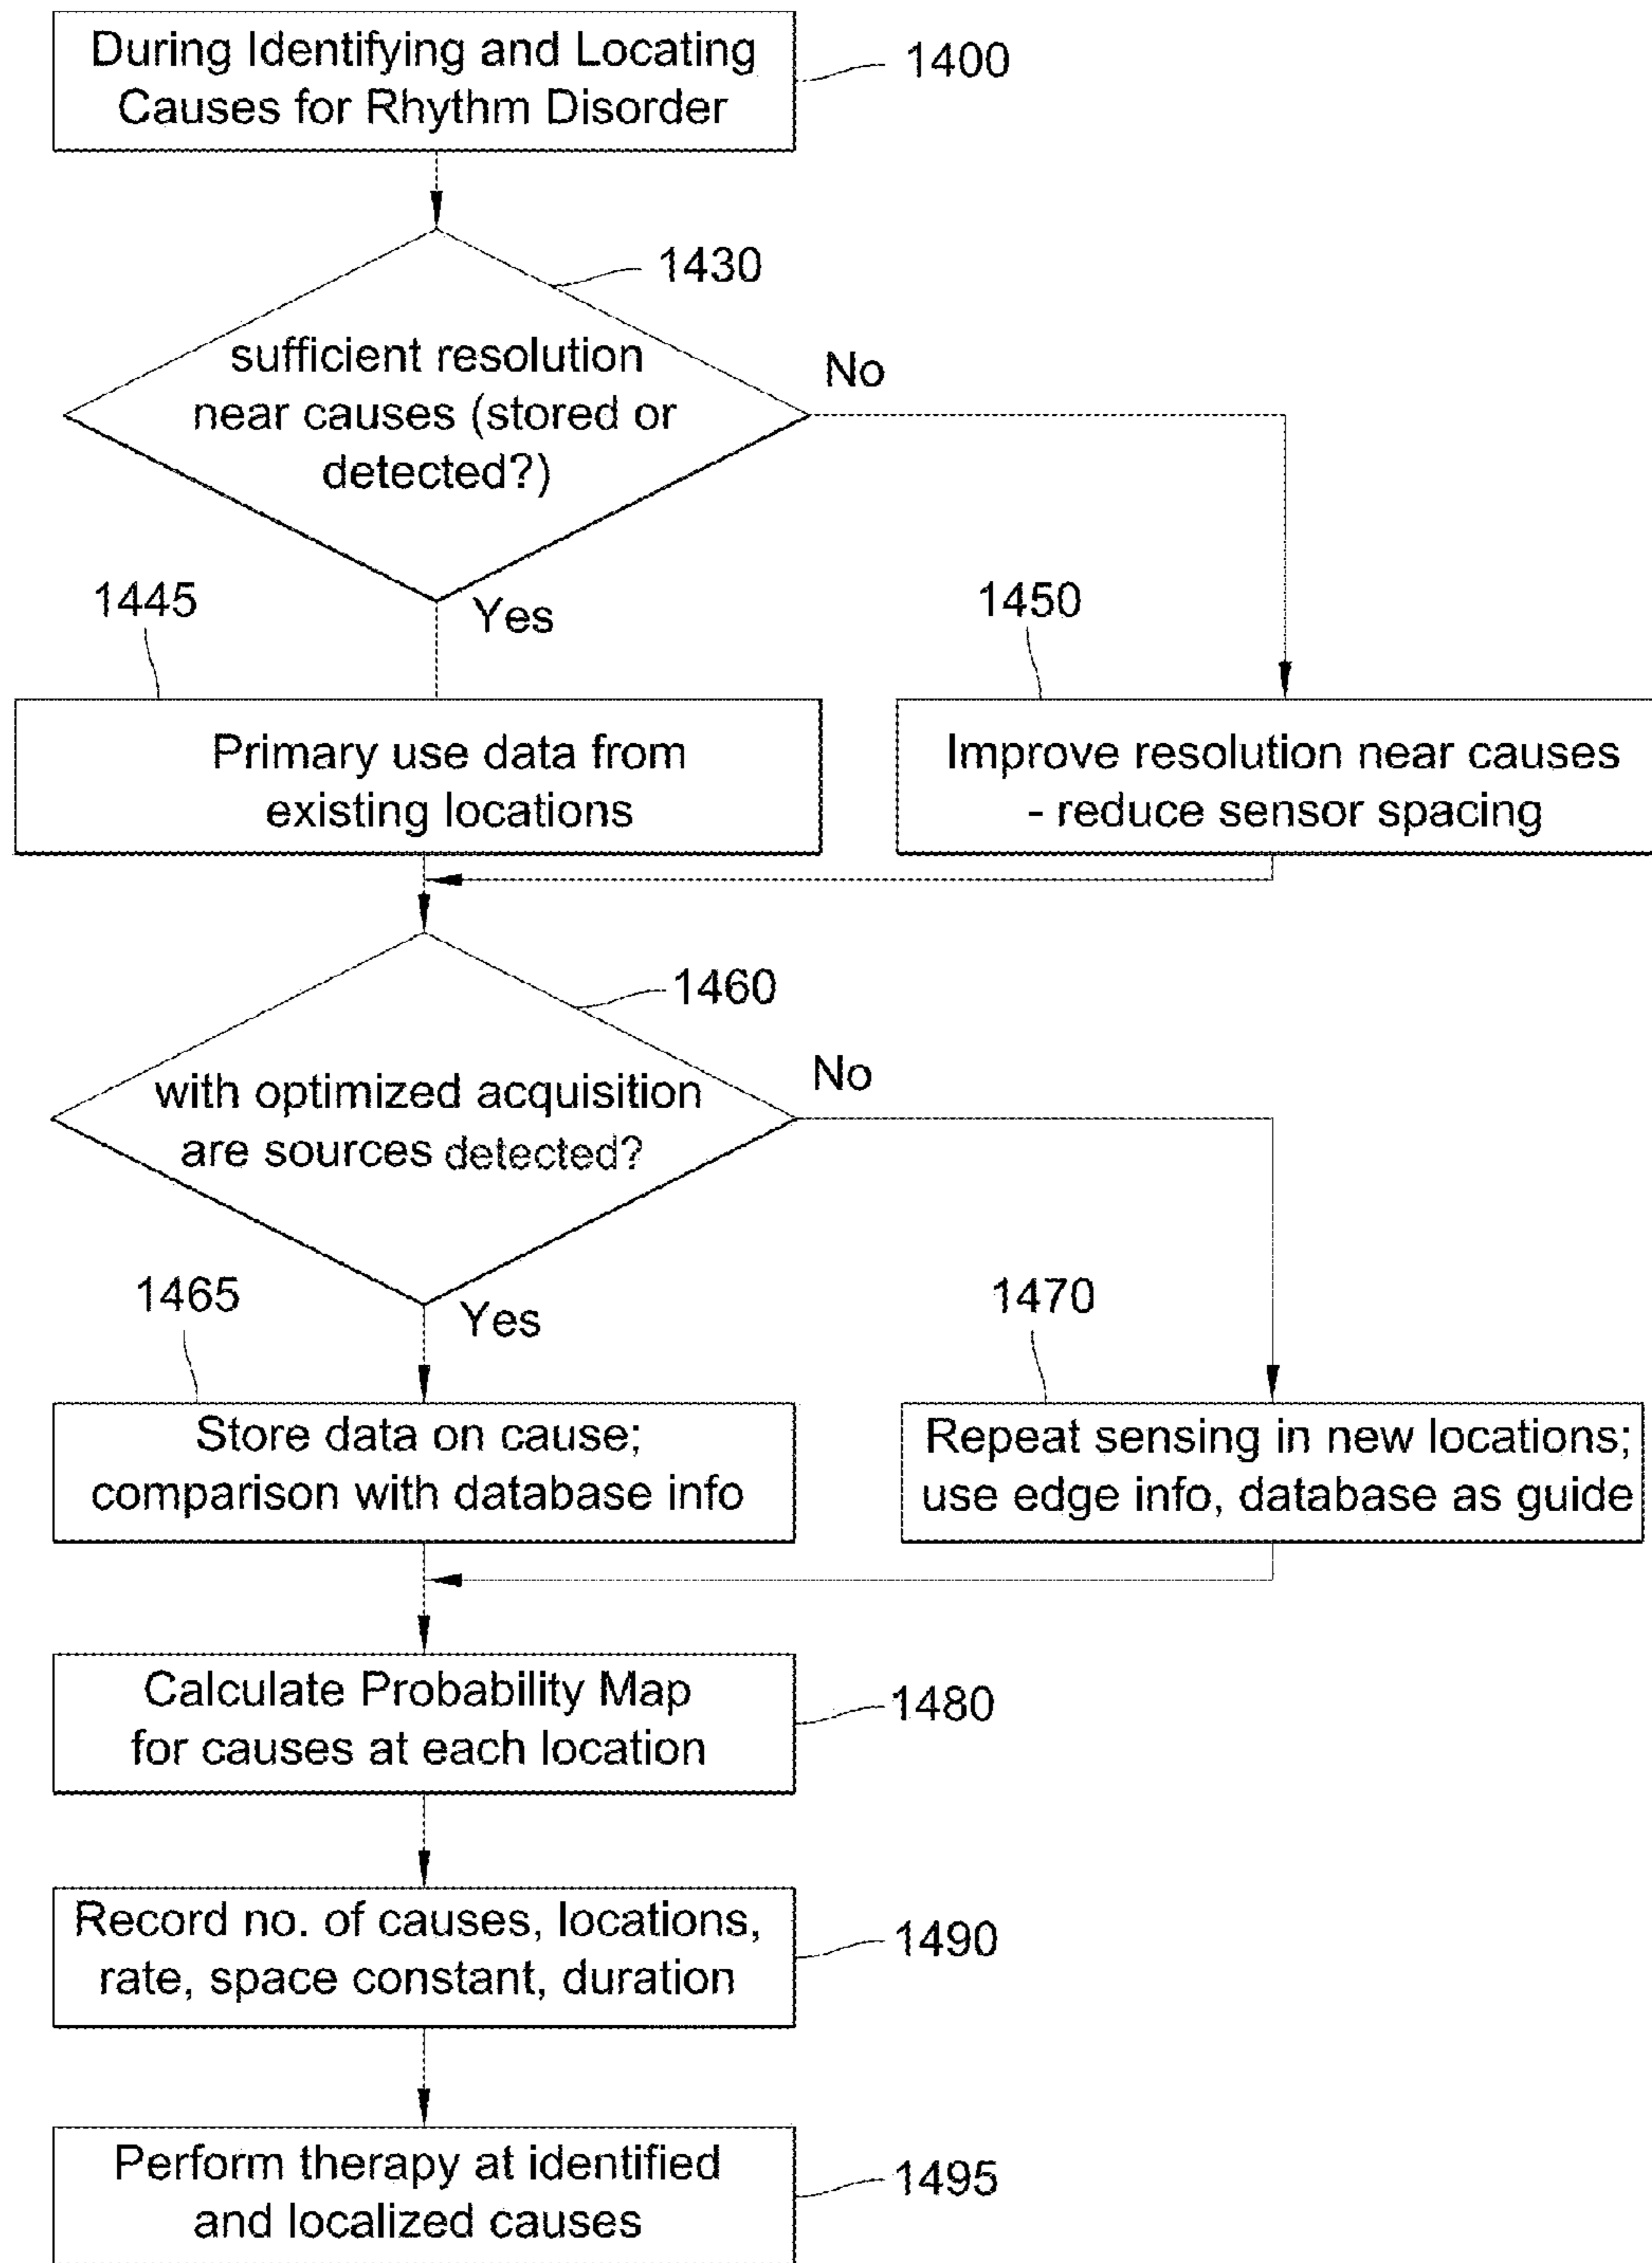 During Identifying and Locating
Causes for Rhythm Disorder
1400
1430
sufficient resolution
near causes (stored or
detected?)
No
Yes
1445
1450
Primary use data from
existing locations
Improve resolution near causes
- reduce sensor spacing
1460
with optimized acquisition
are sources detected?
No
Yes
1465
1470
Store data on cause;
comparison with database info
Repeat sensing in new locations;
use edge info, database as guide
Calculate Probability Map
for causes at each location
1480
Record no. of causes, locations,
rate, space constant, duration
1490
Perform therapy at identified
and localized causes
1495